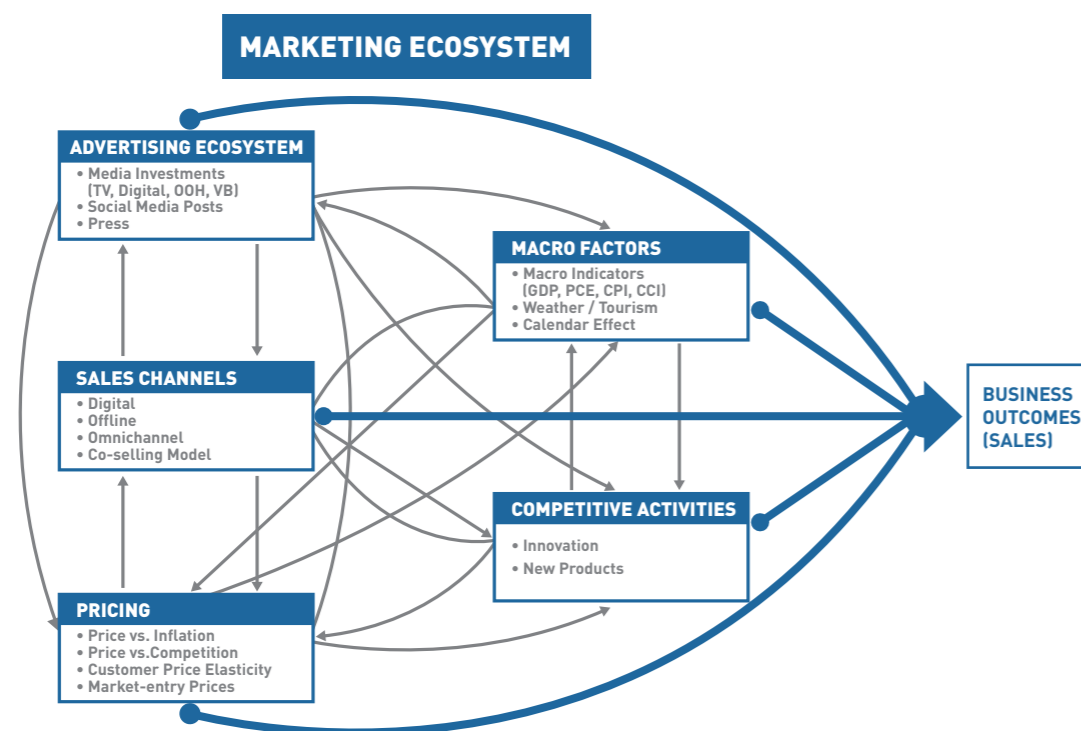 MARKETING ECOSYSTEM
ADVERTISING ECOSYSTEM
• Media Investments
(TV, Digital, OOH, VB)
• Social Media Posts
• Press
MACRO FACTORS
• Macro Indicators
(GDP, PCE, CPI, CCI)
• Weather / Tourism
• Calendar Effect
SALES CHANNELS
• Digital
• Offline
• Omnichannel
• Co-selling Model
BUSINESS
OUTCOMES
(SALES)
COMPETITIVE ACTIVITIES
• Innovation
• New Products
PRICING
• Price vs. Inflation
• Price vs.Competition
• Customer Price Elasticity
• Market-entry Prices